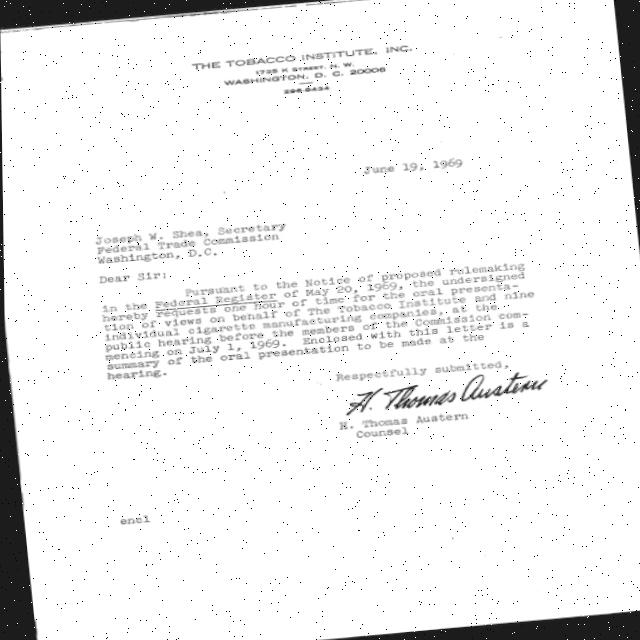 THE TOBACCO INSTITUTE, INC.
1735 K STREET, N. W.
WASHINGTON, D. C. 20006
296-8434
June 19, 1969
Joseph W. Shea, Secretary
Federal Trade Commission
Washington, D.C.
Dear Sir:
Pursuant to the Notice of proposed rulemaking
in the Federal Register of May 20, 1969, the undersigned
hereby requests one hour of time for the oral presenta-
tion of views on behalf of The Tobacco Institute and nine
individual cigarette manufacturing companies, at the
public hearing before the members of the Commission com-
mencing on July 1, 1969. Enclosed with this letter is a
summary of the oral presentation to be made at the
hearing.
Respectfully submitted,
H. Thomas Austern
H. Thomas Austern
Counsel
encl